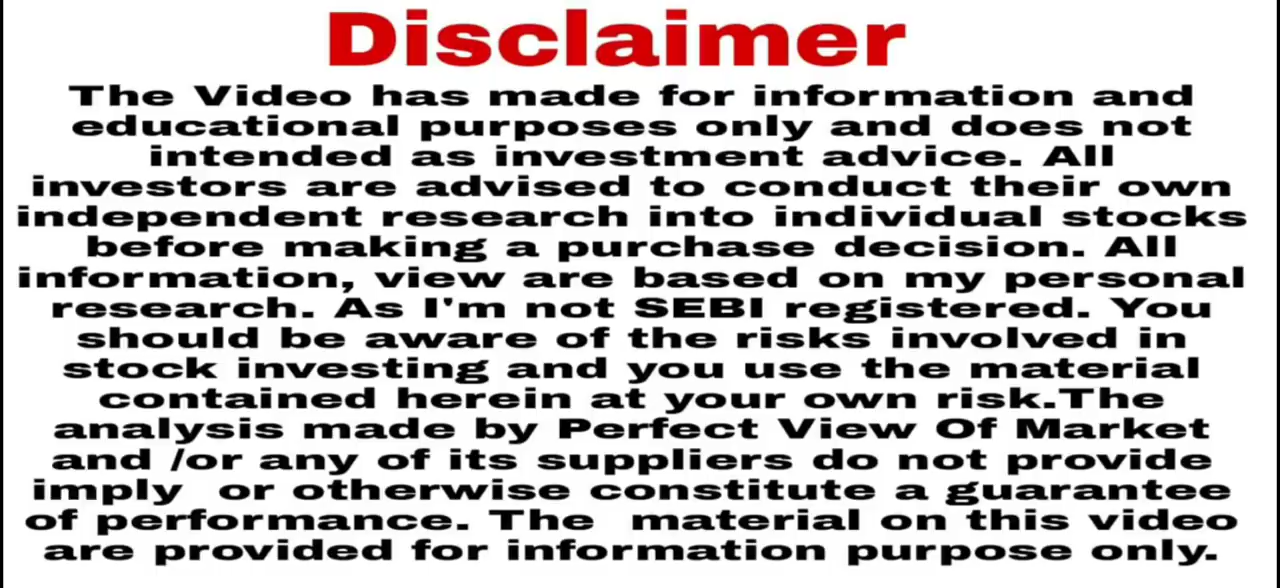 Disclaimer
The Video has made for information and
educational purposes only and does not
intended as investment advice. All
investors are advised to conduct their own
independent research into individual stocks
before making a purchase decision. All
information, view are based on my personal
research. As I'm not SEBI registered. You
should be aware of the risks involved in
stock investing and you use the material
contained herein at your own risk.The
analysis made by Perfect View Of Market
and /or any of its suppliers do not provide
imply  or otherwise constitute a guarantee
of performance. The  material on this video
are provided for information purpose only.